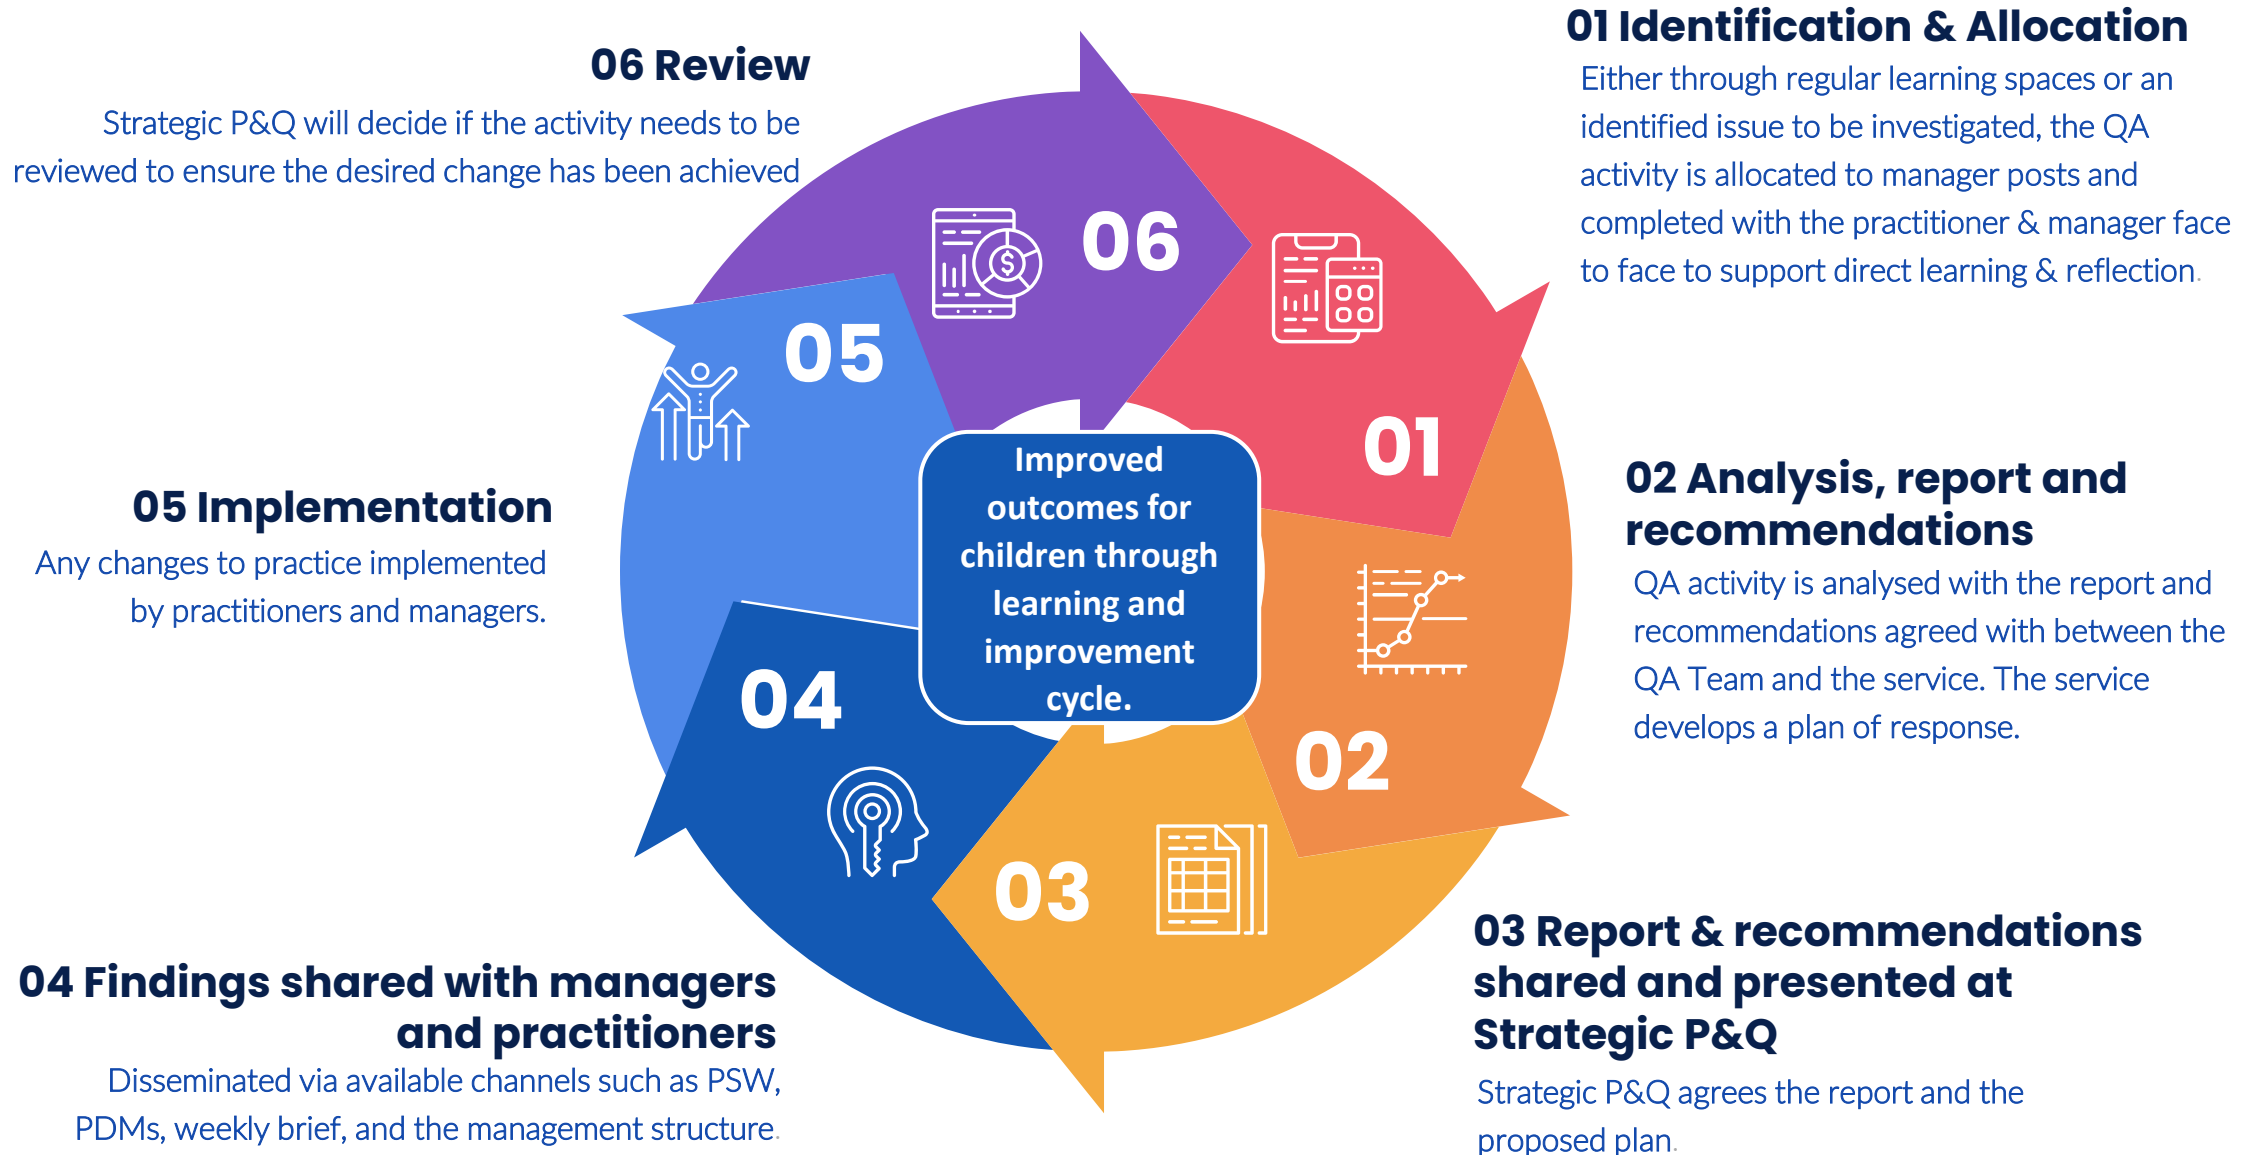 01 Identification & Allocation
Either through regular learning spaces or an
identified issue to be investigated, the QA
activity is allocated to manager posts and
completed with the practitioner & manager face
to face to support direct learning & reflection.
02 Analysis, report and
recommendations
QA activity is analysed with the report and
recommendations agreed with between the
QA Team and the service. The service
develops a plan of response.
03 Report & recommendations
shared and presented at
Strategic P&Q
Strategic P&Q agrees the report and the
proposed plan.
04 Findings shared with managers
and practitioners
Disseminated via available channels such as PSW,
PDMs, weekly brief, and the management structure.
05 Implementation
Any changes to practice implemented
by practitioners and managers.
06 Review
Strategic P&Q will decide if the activity needs to be
reviewed to ensure the desired change has been achieved
01
02
03
04
05
06
$
Improved
outcomes for
children through
learning and
improvement
cycle.